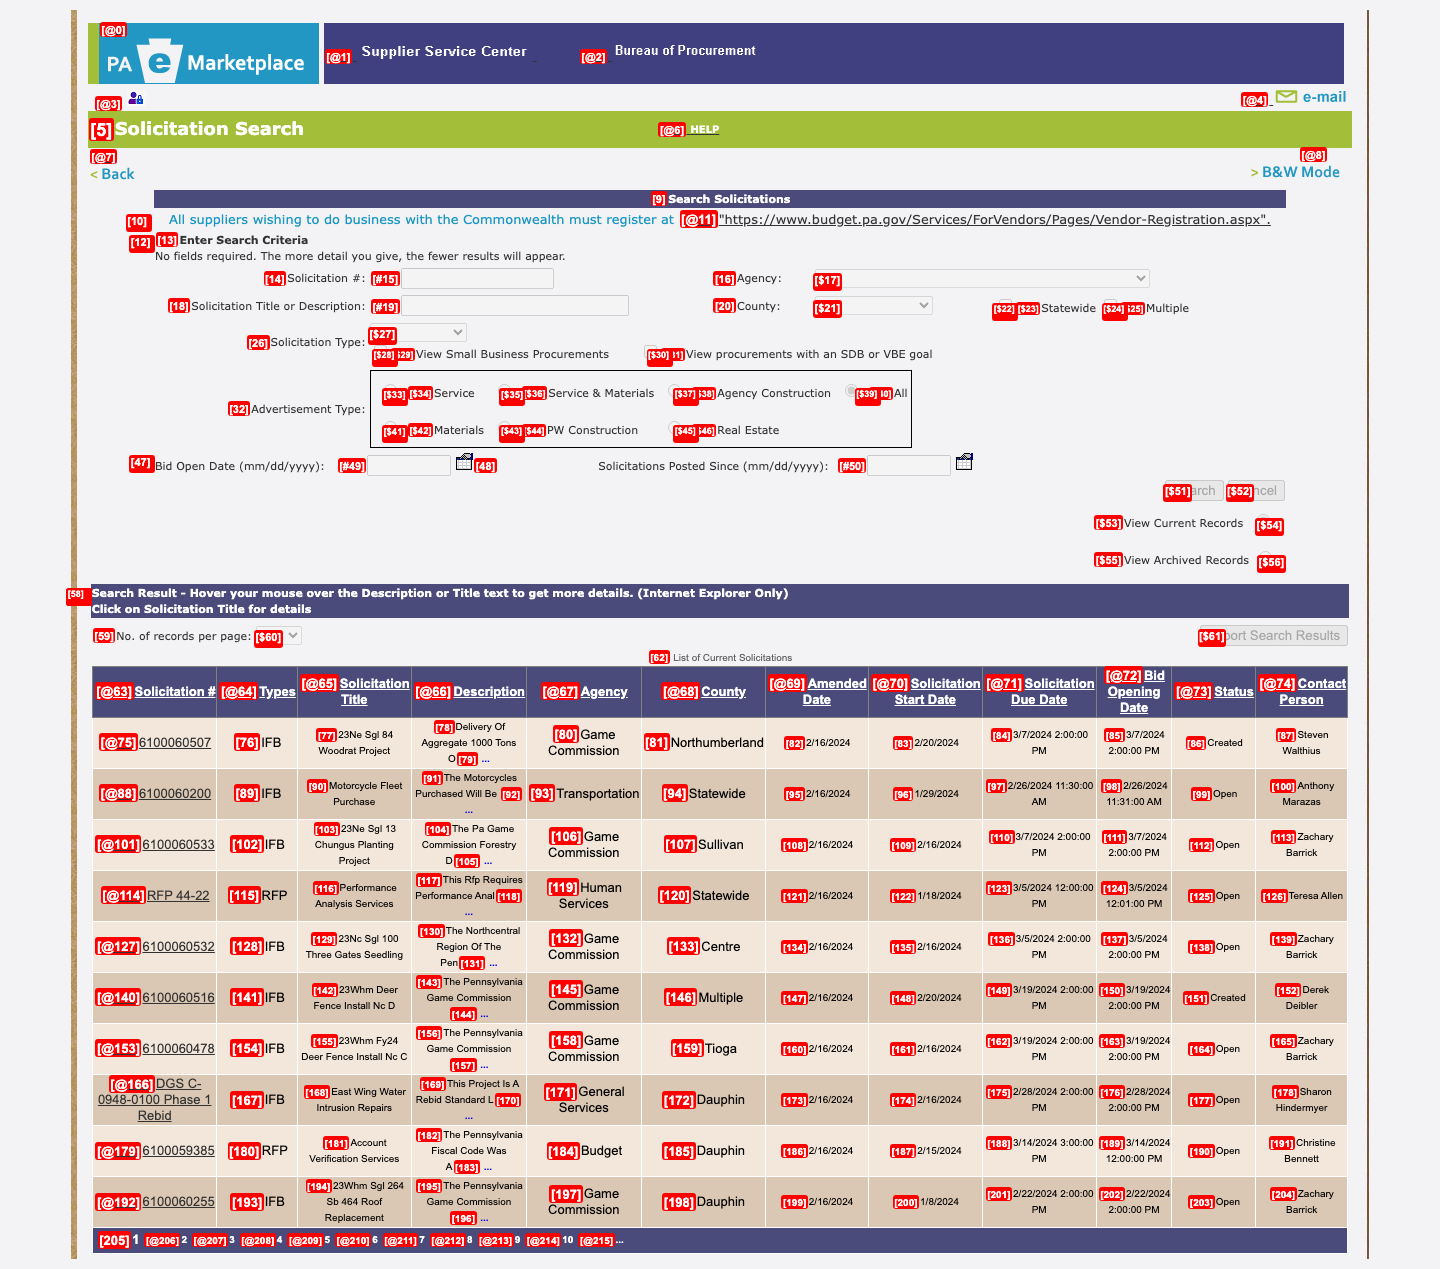 [@0]
PA e Marketplace
[@1] Supplier Service Center [@2] Bureau of Procurement
[@3] [@4] e-mail
[5] Solicitation Search [@6] HELP
[@7] [@8]
< Back > B&W Mode
[9] Search Solicitations
[10] All suppliers wishing to do business with the Commonwealth must register at [@11] "https://www.budget.pa.gov/Services/ForVendors/Pages/Vendor-Registration.aspx".
[12] [13] Enter Search Criteria
No fields required. The more detail you give, the fewer results will appear.
[14] Solicitation #: [#15] [16] Agency: [$17]
[18] Solicitation Title or Description: [#19] [20] County: [$21] [$22] [$23] Statewide [$24] Multiple
[26] Solicitation Type: [$27]
[$28] View Small Business Procurements [$30] View procurements with an SDB or VBE goal
[32] Advertisement Type: [$33] [$34] Service [$35] [$36] Service & Materials [$37] Agency Construction [$39] All
[$41] [$42] Materials [$43] [$44] PW Construction [$45] Real Estate
[47] Bid Open Date (mm/dd/yyyy): [#49] [48] Solicitations Posted Since (mm/dd/yyyy): [#50]
[$51] arch [$52] ncel
[$53] View Current Records [$54]
[$55] View Archived Records [$56]
[58] Search Result - Hover your mouse over the Description or Title text to get more details. (Internet Explorer Only)
Click on Solicitation Title for details
[59] No. of records per page: [$60] [$61] port Search Results
[62] List of Current Solicitations
[@63] Solicitation # [@64] Types [@65] Solicitation Title [@66] Description [@67] Agency [@68] County [@69] Amended Date [@70] Solicitation Start Date [@71] Solicitation Due Date [@72] Bid Opening Date [@73] Status [@74] Contact Person
[@75] 6100060507 [76] IFB [77] 23Ne Sgl 84 Woodrat Project [78] Delivery Of Aggregate 1000 Tons O [79] ... [80] Game Commission [81] Northumberland [82] 2/16/2024 [83] 2/20/2024 [84] 3/7/2024 2:00:00 PM [85] 3/7/2024 2:00:00 PM [86] Created [87] Steven Walthius
[@88] 6100060200 [89] IFB [90] Motorcycle Fleet Purchase [91] The Motorcycles Purchased Will Be [92] ... [93] Transportation [94] Statewide [95] 2/16/2024 [96] 1/29/2024 [97] 2/26/2024 11:30:00 AM [98] 2/26/2024 11:31:00 AM [99] Open [100] Anthony Marazas
[@101] 6100060533 [102] IFB [103] 23Ne Sgl 13 Chungus Planting Project [104] The Pa Game Commission Forestry D [105] ... [106] Game Commission [107] Sullivan [108] 2/16/2024 [109] 2/16/2024 [110] 3/7/2024 2:00:00 PM [111] 3/7/2024 2:00:00 PM [112] Open [113] Zachary Barrick
[@114] RFP 44-22 [115] RFP [116] Performance Analysis Services [117] This Rfp Requires Performance Anal [118] ... [119] Human Services [120] Statewide [121] 2/16/2024 [122] 1/18/2024 [123] 3/5/2024 12:00:00 PM [124] 3/5/2024 12:01:00 PM [125] Open [126] Teresa Allen
[@127] 6100060532 [128] IFB [129] 23Nc Sgl 100 Three Gates Seedling [130] The Northcentral Region Of The Pen [131] ... [132] Game Commission [133] Centre [134] 2/16/2024 [135] 2/16/2024 [136] 3/5/2024 2:00:00 PM [137] 3/5/2024 2:00:00 PM [138] Open [139] Zachary Barrick
[@140] 6100060516 [141] IFB [142] 23Whm Deer Fence Install Nc D [143] The Pennsylvania Game Commission [144] ... [145] Game Commission [146] Multiple [147] 2/16/2024 [148] 2/20/2024 [149] 3/19/2024 2:00:00 PM [150] 3/19/2024 2:00:00 PM [151] Created [152] Derek Deibler
[@153] 6100060478 [154] IFB [155] 23Whm Fy24 Deer Fence Install Nc C [156] The Pennsylvania Game Commission [157] ... [158] Game Commission [159] Tioga [160] 2/16/2024 [161] 2/16/2024 [162] 3/19/2024 2:00:00 PM [163] 3/19/2024 2:00:00 PM [164] Open [165] Zachary Barrick
[@166] DGS C-0948-0100 Phase 1 Rebid [167] IFB [168] East Wing Water Intrusion Repairs [169] This Project Is A Rebid Standard L [170] ... [171] General Services [172] Dauphin [173] 2/16/2024 [174] 2/16/2024 [175] 2/28/2024 2:00:00 PM [176] 2/28/2024 2:00:00 PM [177] Open [178] Sharon Hindermyer
[@179] 6100059385 [180] RFP [181] Account Verification Services [182] The Pennsylvania Fiscal Code Was A [183] ... [184] Budget [185] Dauphin [186] 2/16/2024 [187] 2/15/2024 [188] 3/14/2024 3:00:00 PM [189] 3/14/2024 12:00:00 PM [190] Open [191] Christine Bennett
[@192] 6100060255 [193] IFB [194] 23Whm Sgl 264 Sb 464 Roof Replacement [195] The Pennsylvania Game Commission [196] ... [197] Game Commission [198] Dauphin [199] 2/16/2024 [200] 1/8/2024 [201] 2/22/2024 2:00:00 PM [202] 2/22/2024 2:00:00 PM [203] Open [204] Zachary Barrick
[205] 1 [@206] 2 [@207] 3 [@208] 4 [@209] 5 [@210] 6 [@211] 7 [@212] 8 [@213] 9 [@214] 10 [@215] ...